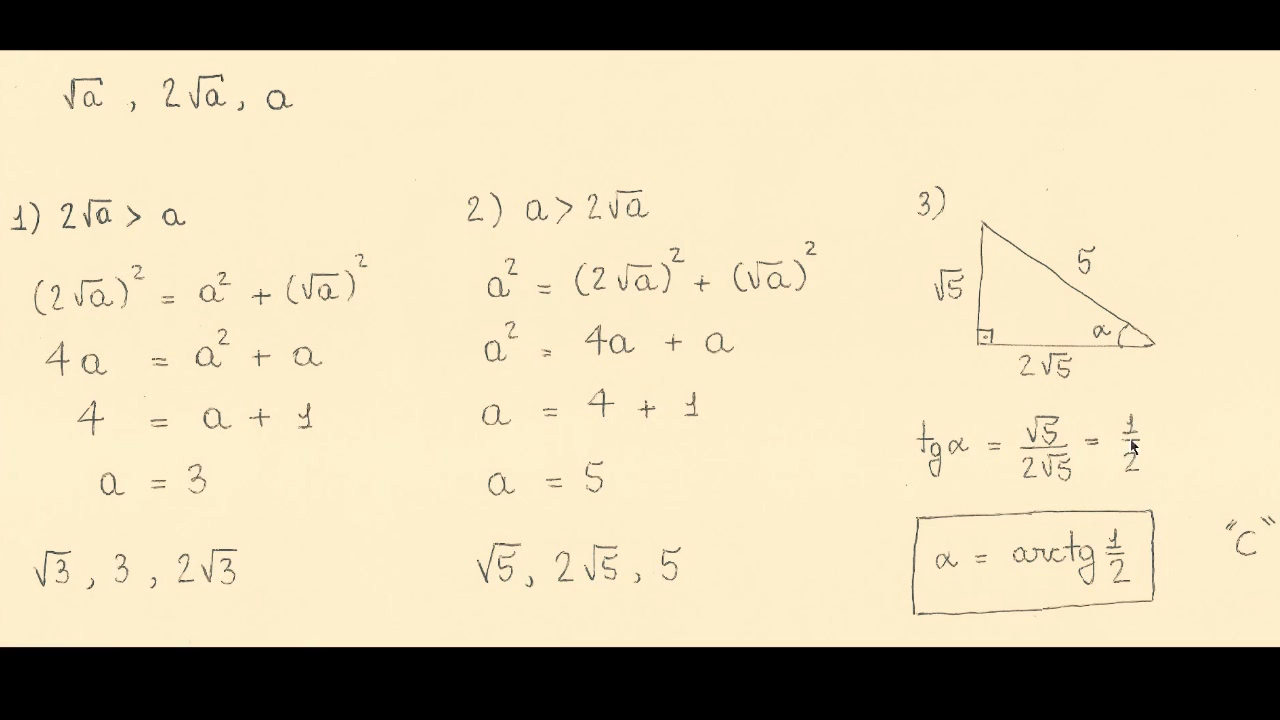 √a , 2√a, a
1) 2√a > a
(2√a)² = a² + (√a)²
4a = a² + a
4 = a + 1
a = 3
√3 , 3 , 2√3
2) a > 2√a
a² = (2√a)² + (√a)²
a² = 4a + a
a = 4 + 1
a = 5
√5, 2√5, 5
3)
√5
5
α
2√5
tgα = √5/2√5 = 1/2
α = arctg 1/2
"C"